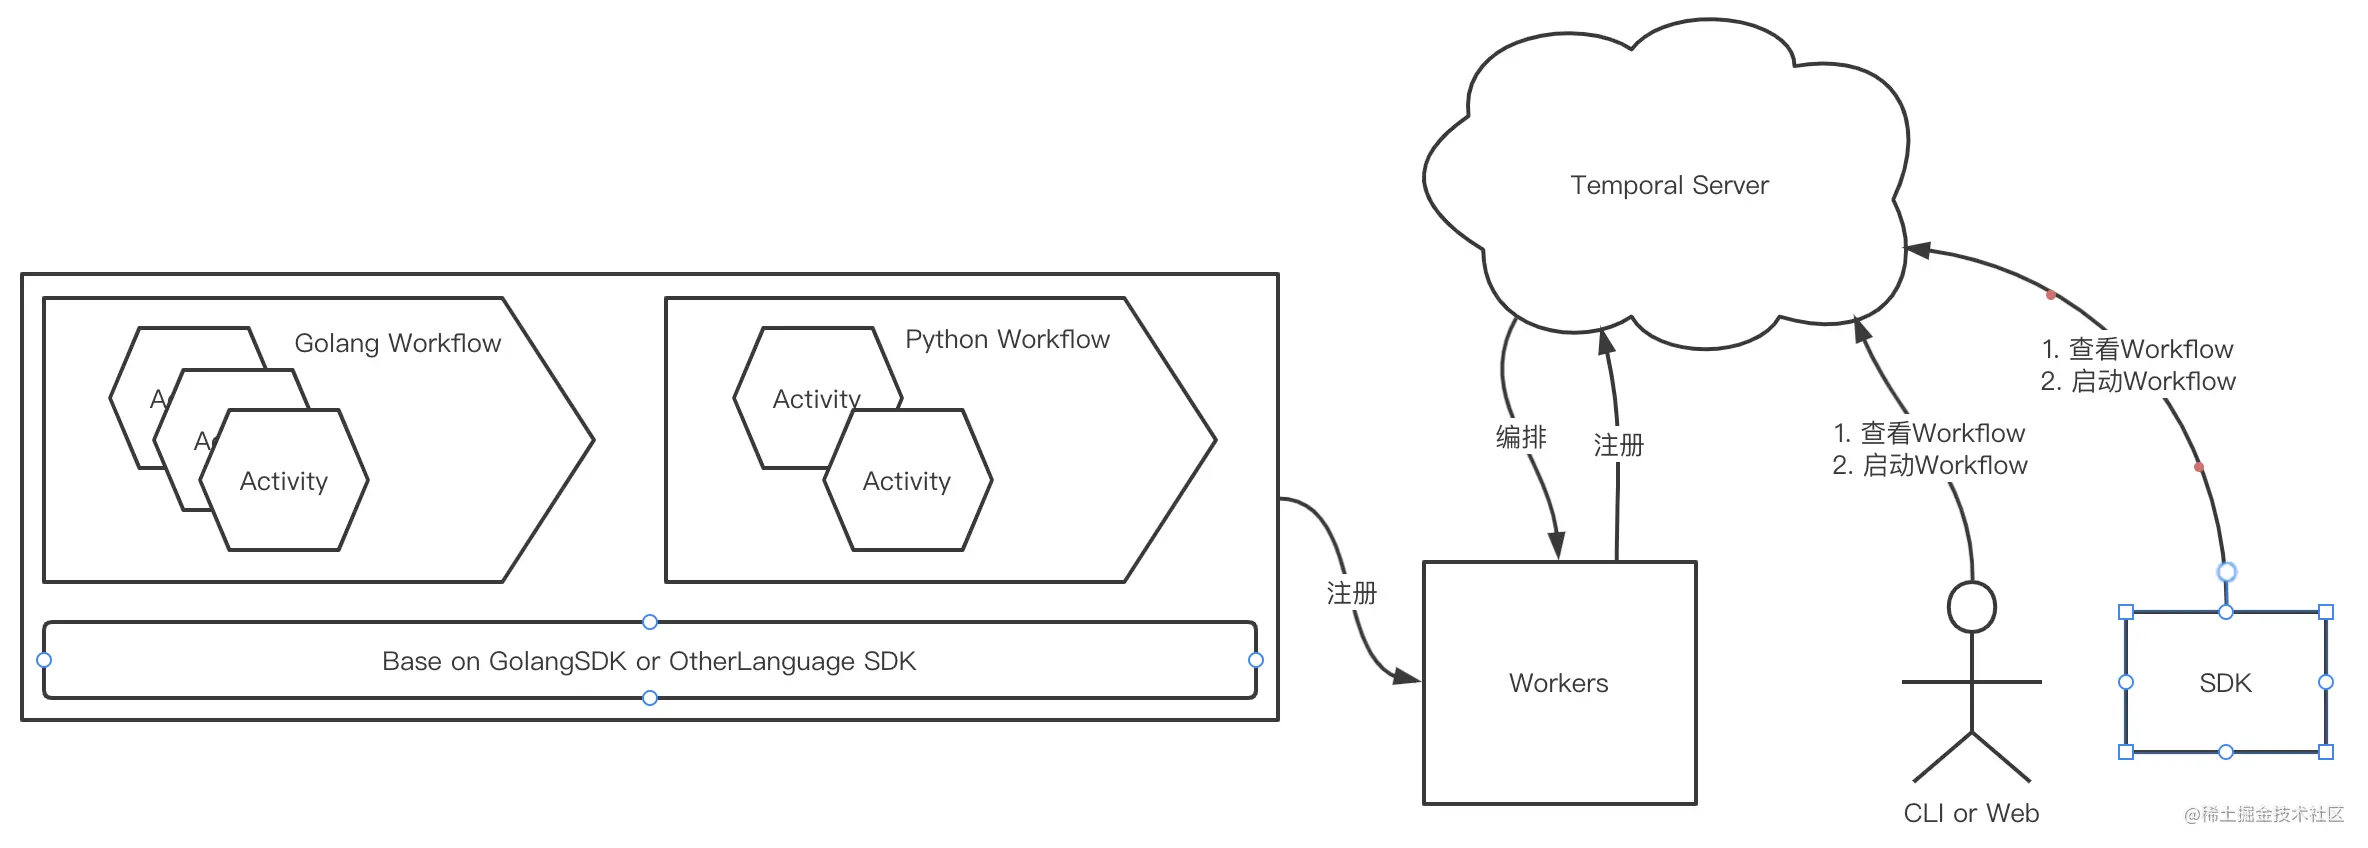 Temporal Server
Golang Workflow
Python Workflow
Activity
Activity
Activity
Base on GolangSDK or OtherLanguage SDK
注册
编排
注册
Workers
1. 查看Workflow
2. 启动Workflow
1. 查看Workflow
2. 启动Workflow
CLI or Web
SDK
@稀土掘金技术社区